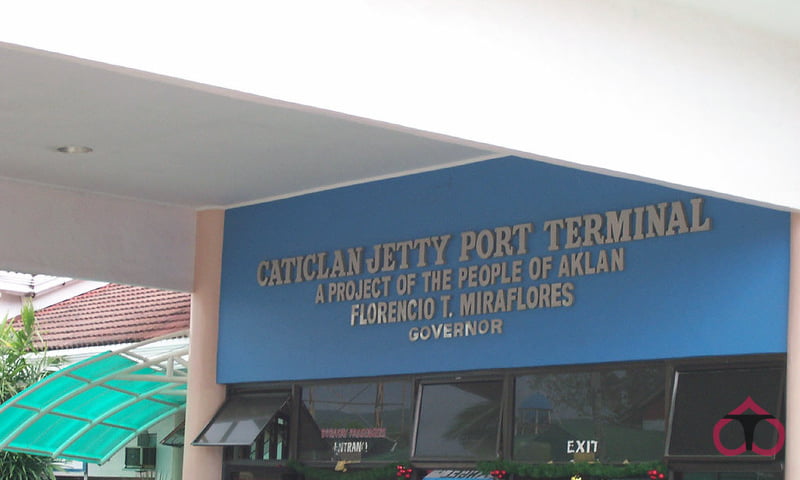 CATICLAN JETTY PORT TERMINAL
A PROJECT OF THE PEOPLE OF AKLAN
FLORENCIO T. MIRAFLORES
GOVERNOR
EXIT